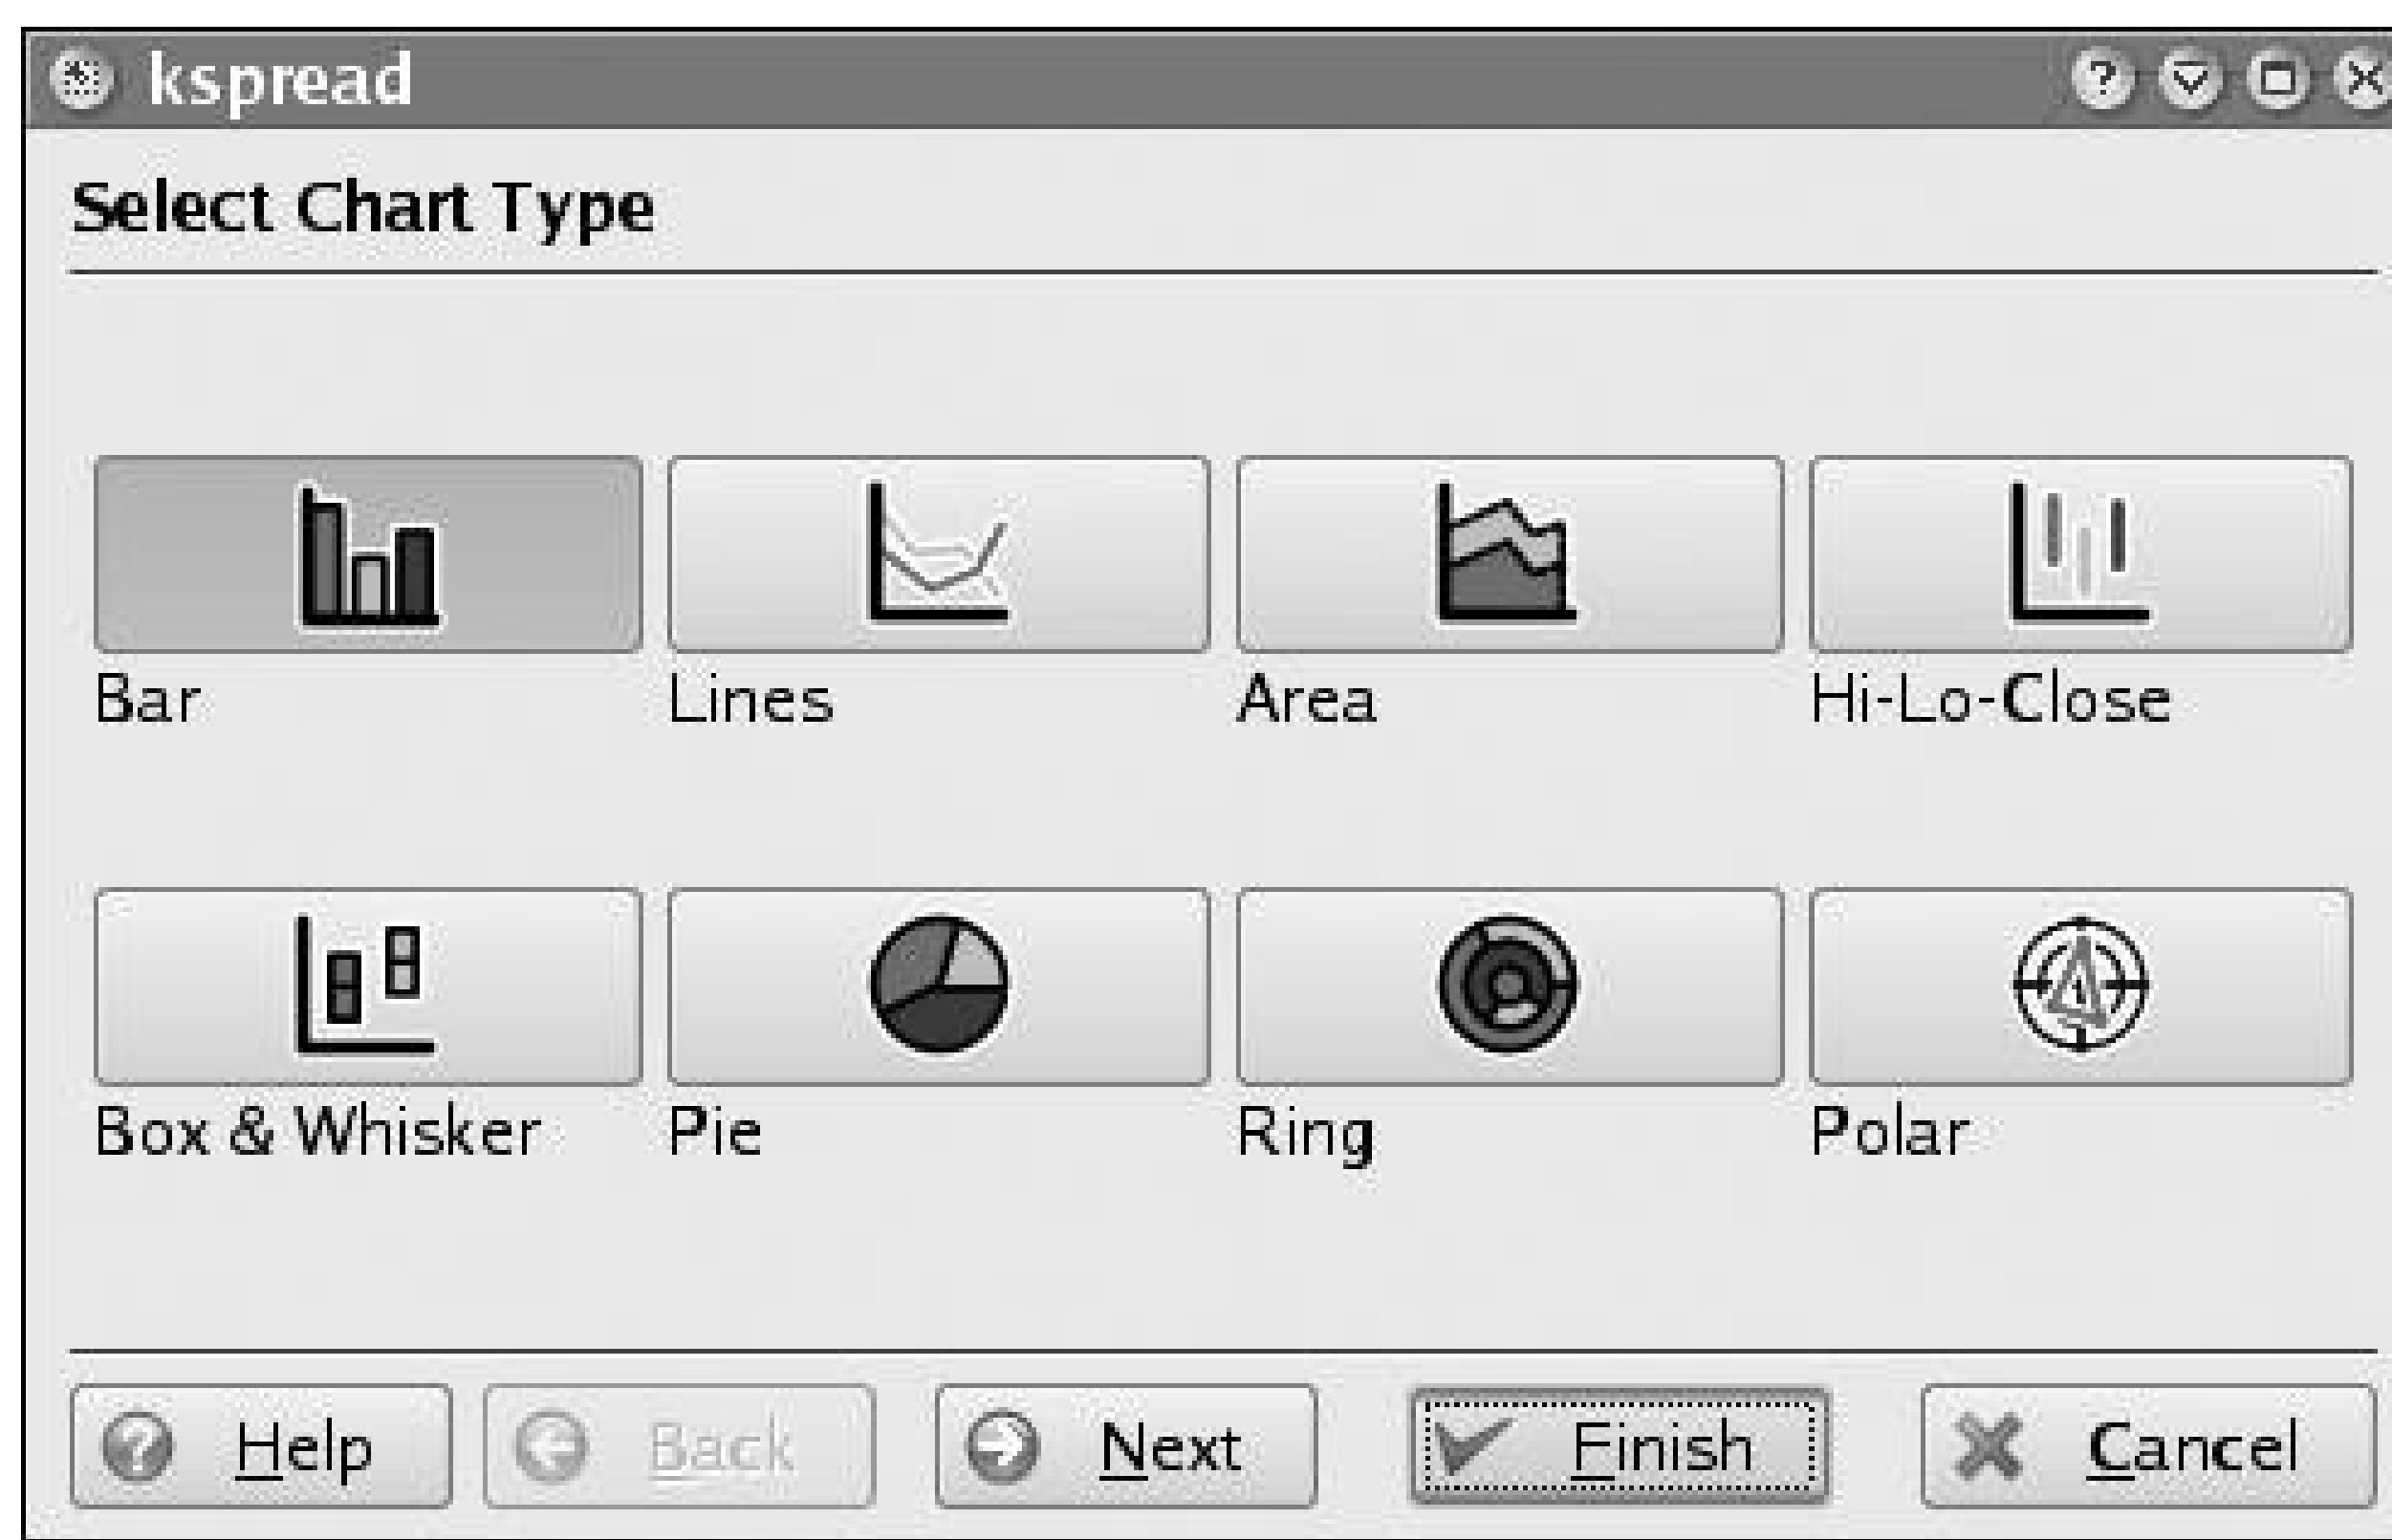 kspread
Select Chart Type
Bar Lines Area Hi-Lo-Close
Box & Whisker Pie Ring Polar
Help Back Next Finish Cancel